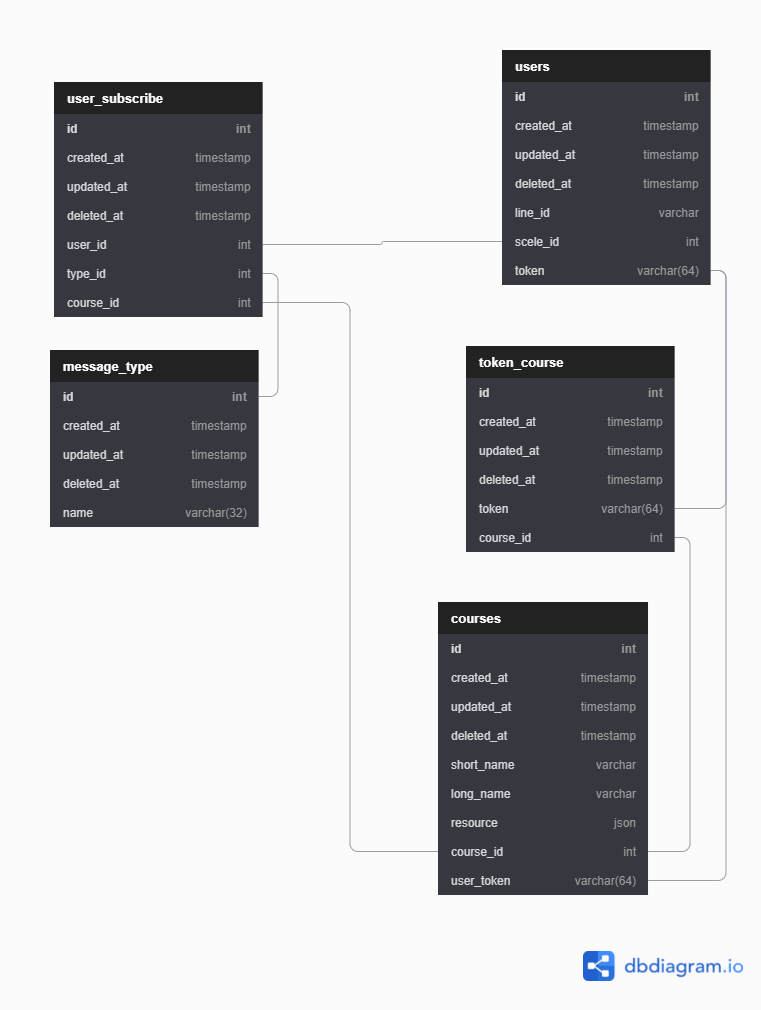 user_subscribe
id int
created_at timestamp
updated_at timestamp
deleted_at timestamp
user_id int
type_id int
course_id int
message_type
id int
created_at timestamp
updated_at timestamp
deleted_at timestamp
name varchar(32)
users
id int
created_at timestamp
updated_at timestamp
deleted_at timestamp
line_id varchar
scele_id int
token varchar(64)
token_course
id int
created_at timestamp
updated_at timestamp
deleted_at timestamp
token varchar(64)
course_id int
courses
id int
created_at timestamp
updated_at timestamp
deleted_at timestamp
short_name varchar
long_name varchar
resource json
course_id int
user_token varchar(64)
dbdiagram.io